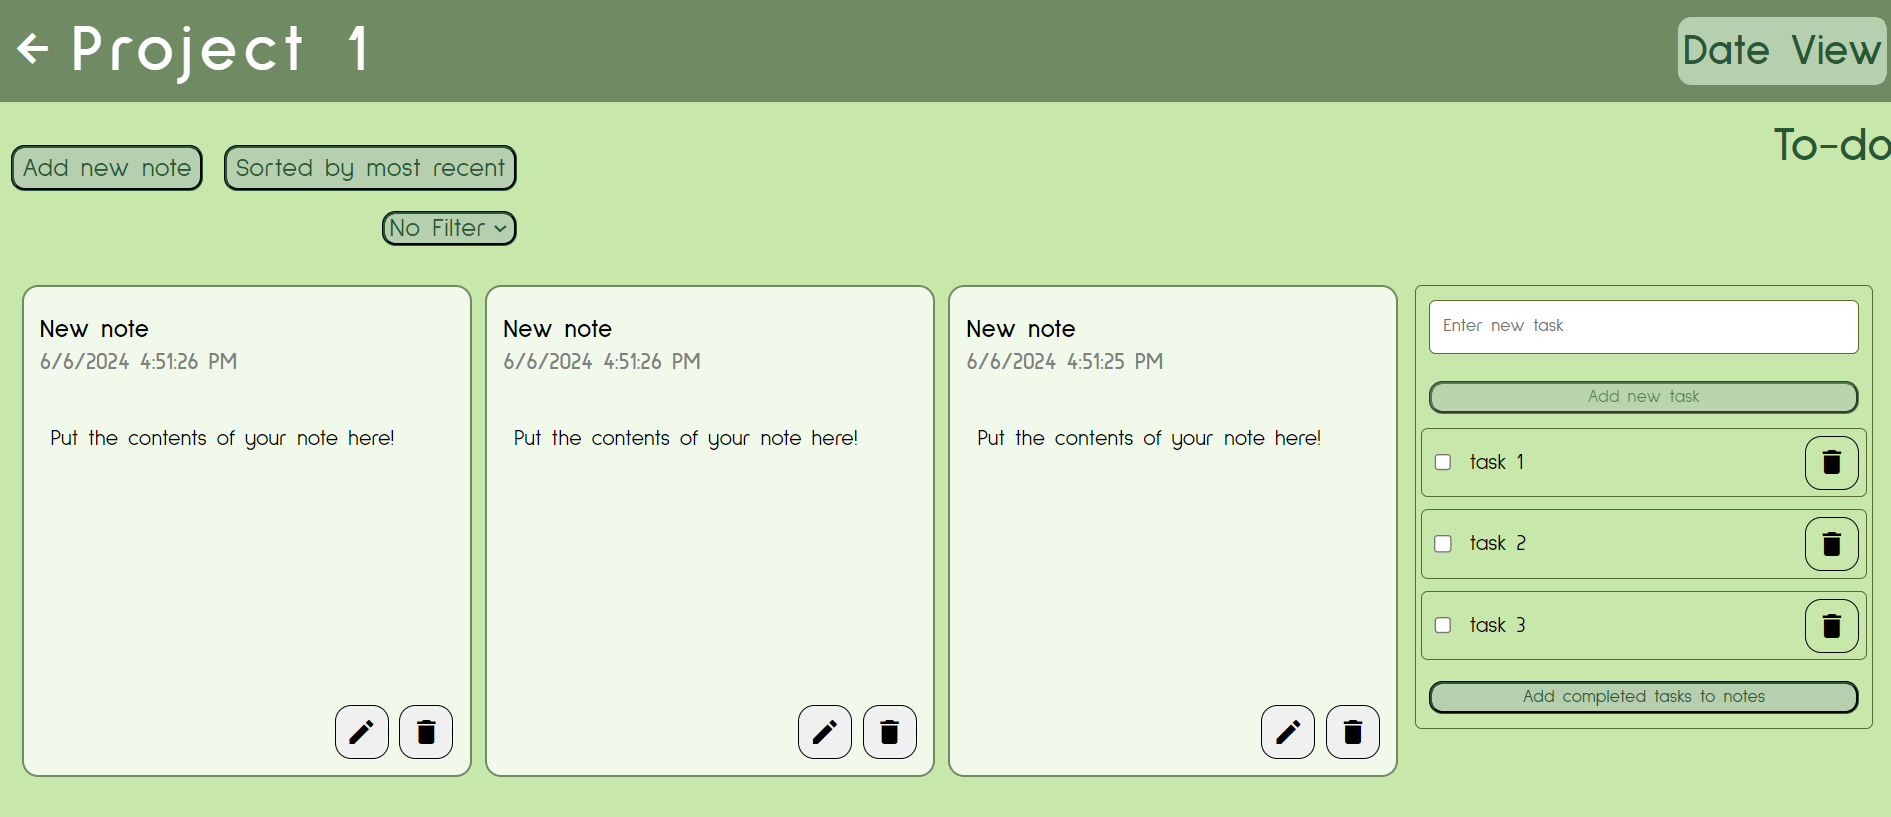 Project 1
Date View
To-do
Add new note
Sorted by most recent
No Filter
New note
6/6/2024 4:51:26 PM
Put the contents of your note here!
New note
6/6/2024 4:51:26 PM
Put the contents of your note here!
New note
6/6/2024 4:51:25 PM
Put the contents of your note here!
Enter new task
Add new task
task 1
task 2
task 3
Add completed tasks to notes